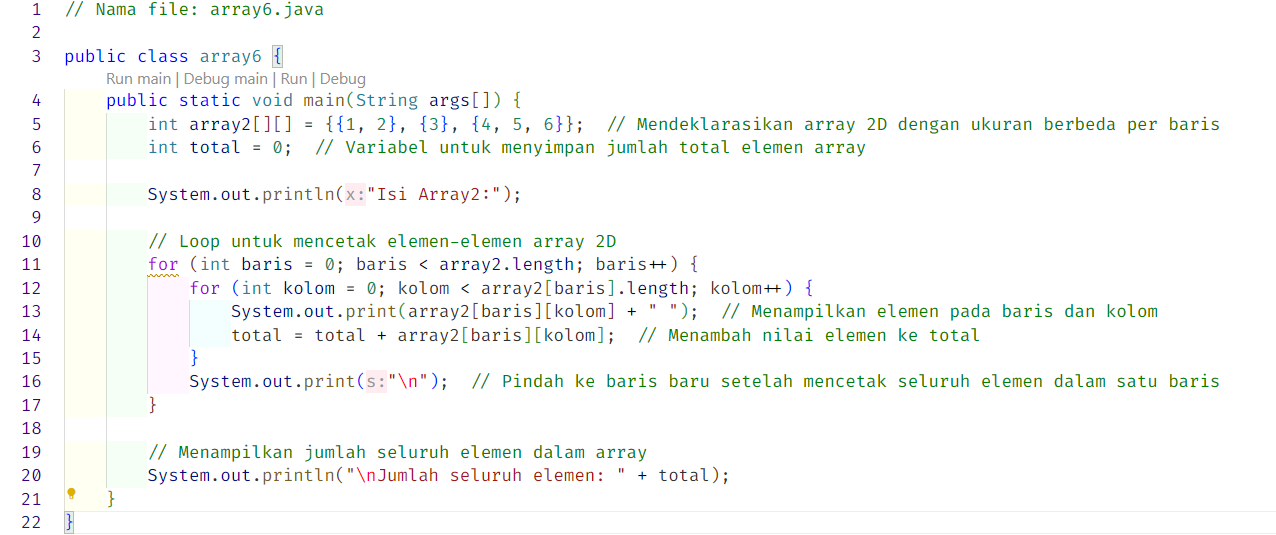 1 // Nama file: array6.java
2
3 public class array6 {
Run main | Debug main | Run | Debug
4     public static void main(String args[]) {
5         int array2[][] = {{1, 2}, {3}, {4, 5, 6}};  // Mendeklarasikan array 2D dengan ukuran berbeda per baris
6         int total = 0;  // Variabel untuk menyimpan jumlah total elemen array
7
8         System.out.println(x:"Isi Array2:");
9
10         // Loop untuk mencetak elemen-elemen array 2D
11         for (int baris = 0; baris < array2.length; baris++) {
12             for (int kolom = 0; kolom < array2[baris].length; kolom++) {
13                 System.out.print(array2[baris][kolom] + " ");  // Menampilkan elemen pada baris dan kolom
14                 total = total + array2[baris][kolom];  // Menambah nilai elemen ke total
15             }
16             System.out.print(s:"\n");  // Pindah ke baris baru setelah mencetak seluruh elemen dalam satu baris
17         }
18
19         // Menampilkan jumlah seluruh elemen dalam array
20         System.out.println("\nJumlah seluruh elemen: " + total);
21     }
22 }